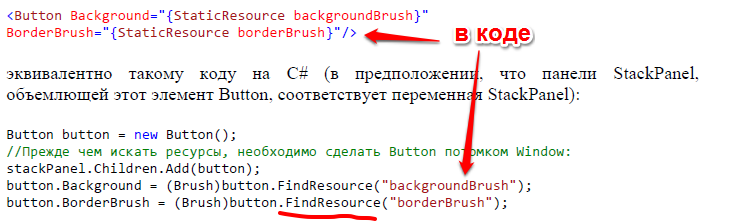 <Button Background="{StaticResource backgroundBrush}"
BorderBrush="{StaticResource borderBrush}"/>
в коде
эквивалентно такому коду на C# (в предположении, что панели StackPanel,
объемлющей этот элемент Button, соответствует переменная StackPanel):
Button button = new Button();
//Прежде чем искать ресурсы, необходимо сделать Button потомком Window:
stackPanel.Children.Add(button);
button.Background = (Brush)button.FindResource("backgroundBrush");
button.BorderBrush = (Brush)button.FindResource("borderBrush");